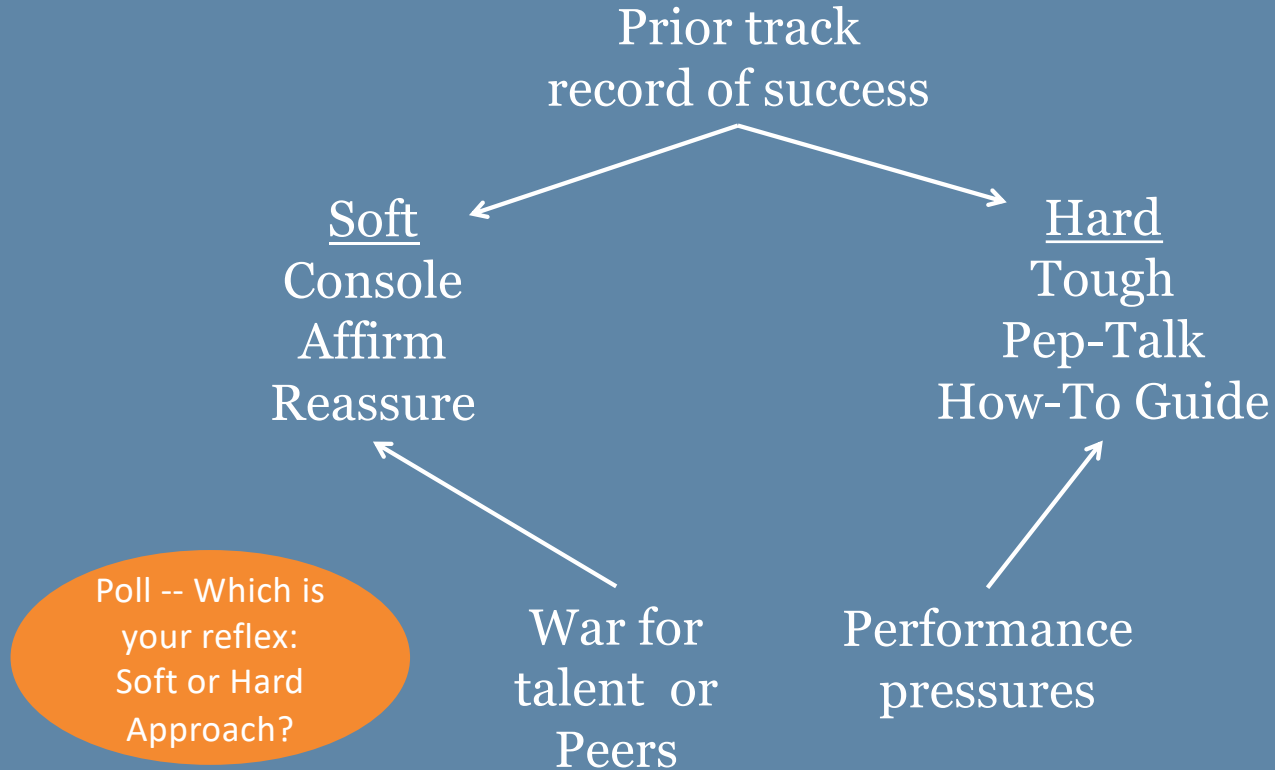 Prior track
record of success
Soft
Console
Affirm
Reassure
Hard
Tough
Pep-Talk
How-To Guide
Poll -- Which is
your reflex:
Soft or Hard
Approach?
War for
talent or
Peers
Performance
pressures